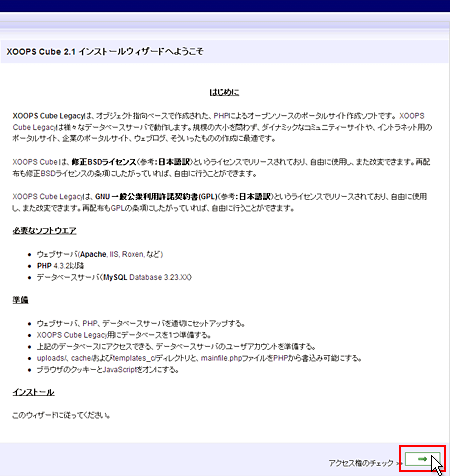 XOOPS Cube 2.1 インストールウィザードへようこそ
はじめに
XOOPS Cube Legacyは、オブジェクト指向ベースで作成された、PHPによるオープンソースのポータルサイト作成ソフトです。 XOOPS
Cube Legacyは様々なデータベースサーバで動作します。規模の大小を問わず、ダイナミックなコミュニティーサイトや、イントラネット用の
ポータルサイト、企業のポータルサイト、ウェブログ、そういったものの作成に最適です。
XOOPS Cubeは、修正BSDライセンス(参考：日本語訳)というライセンスでリリースされており、自由に使用し、また改変できます。再配
布も修正BSDライセンスの条項にしたがっていれば、自由に行うことができます。
XOOPS Cube Legacyは、GNU 一般公衆利用許諾契約書(GPL)(参考：日本語訳)というライセンスでリリースされており、自由に使用
し、また改変できます。再配布もGPLの条項にしたがっていれば、自由に行うことができます。
必要なソフトウエア
ウェブサーバ(Apache, IIS, Roxen, など)
PHP 4.3.2以降
データベースサーバ(MySQL Database 3.23.XX)
準備
ウェブサーバ、PHP、データベースサーバを適切にセットアップする。
XOOPS Cube Legacy用にデータベースを1つ準備する。
上記のデータベースにアクセスできる、データベースサーバのユーザアカウントを準備する。
uploads/, cache/およびtemplates_c/ディレクトリと、mainfile.phpファイルをPHPから書込み可能にする。
ブラウザのクッキーとJavaScriptをオンにする。
インストール
このウィザードに従ってください。
アクセス権のチェック >> ⇒